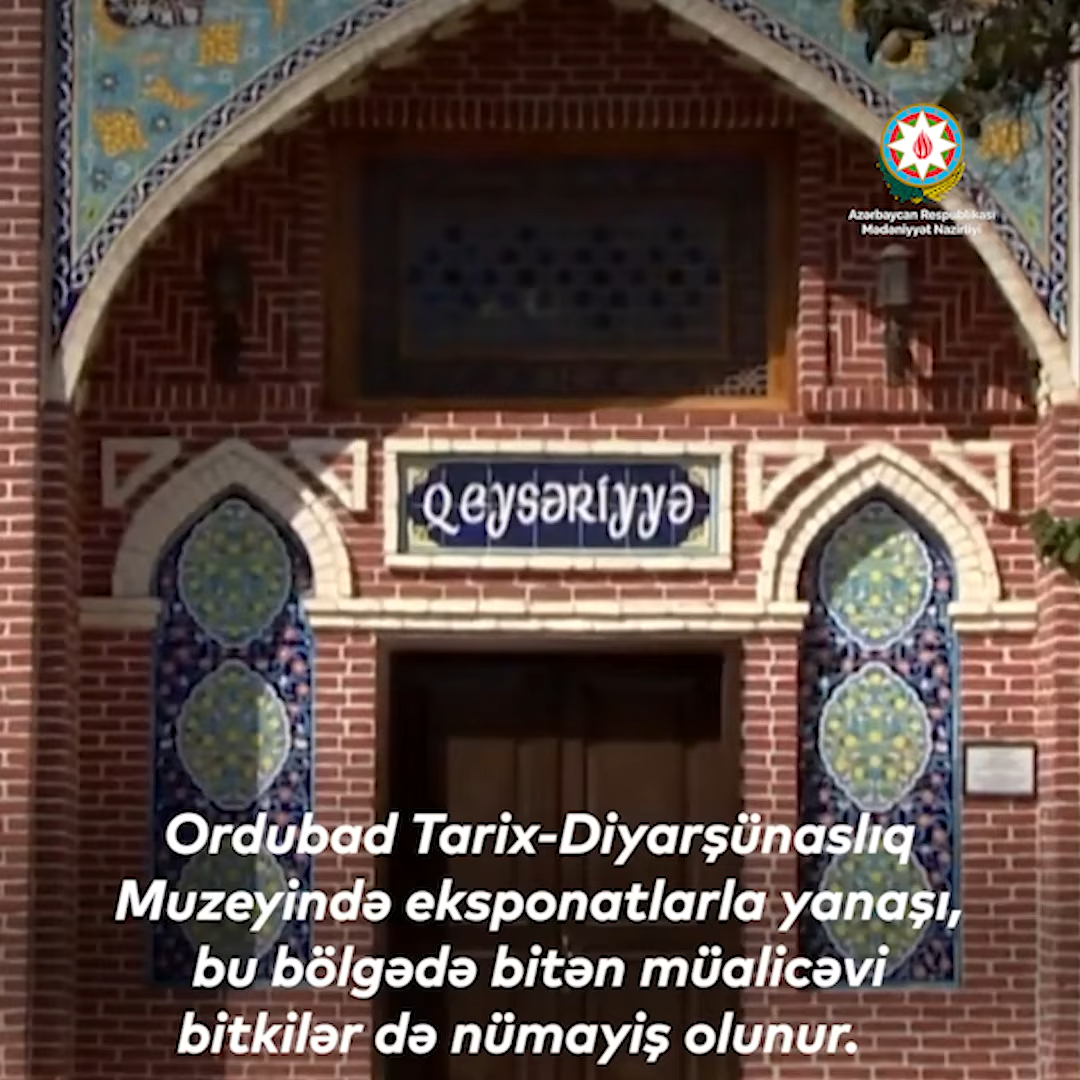 Azərbaycan Respublikası
Mədəniyyət Nazirliyi
Qeysəriyyə
Ordubad Tarix-Diyarşünaslıq
Muzeyində eksponatlarla yanaşı,
bu bölgədə bitən müalicəvi
bitkilər də nümayiş olunur.